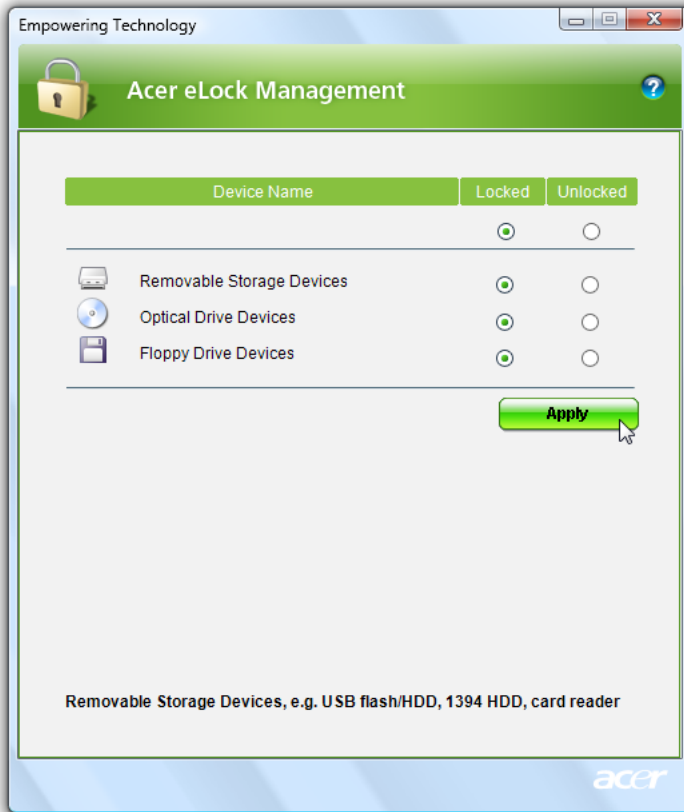 Empowering Technology
Acer eLock Management
?
Device Name Locked Unlocked
Removable Storage Devices
Optical Drive Devices
Floppy Drive Devices
Apply
Removable Storage Devices, e.g. USB flash/HDD, 1394 HDD, card reader
acer